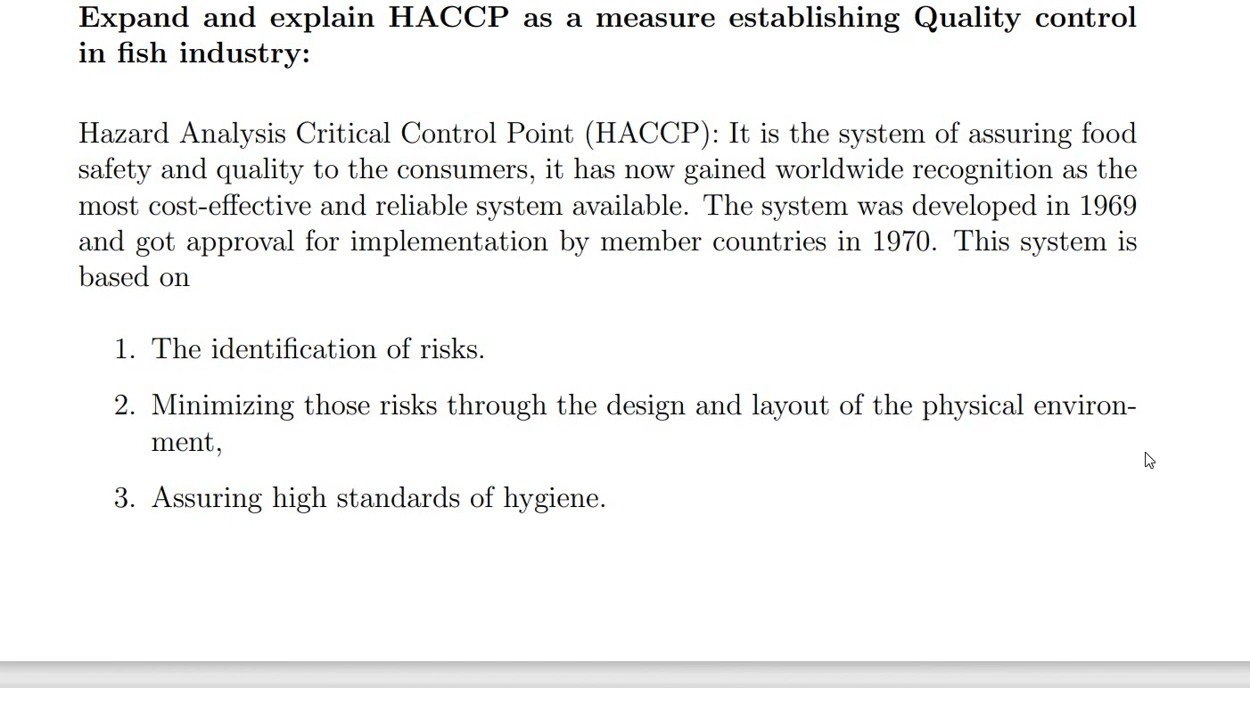 Expand and explain HACCP as a measure establishing Quality control
in fish industry:
Hazard Analysis Critical Control Point (HACCP): It is the system of assuring food
safety and quality to the consumers, it has now gained worldwide recognition as the
most cost-effective and reliable system available. The system was developed in 1969
and got approval for implementation by member countries in 1970. This system is
based on
1. The identification of risks.
2. Minimizing those risks through the design and layout of the physical environ-
ment,
3. Assuring high standards of hygiene.